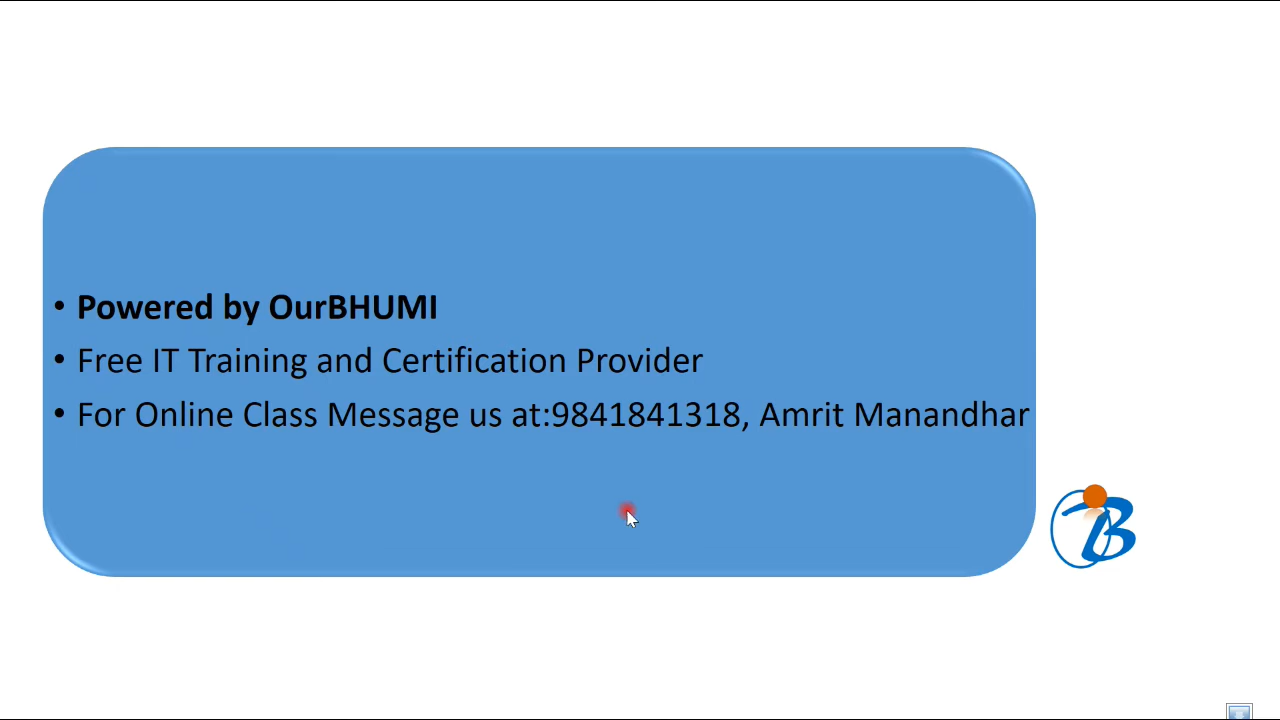 • Powered by OurBHUMI
• Free IT Training and Certification Provider
• For Online Class Message us at:9841841318, Amrit Manandhar
B